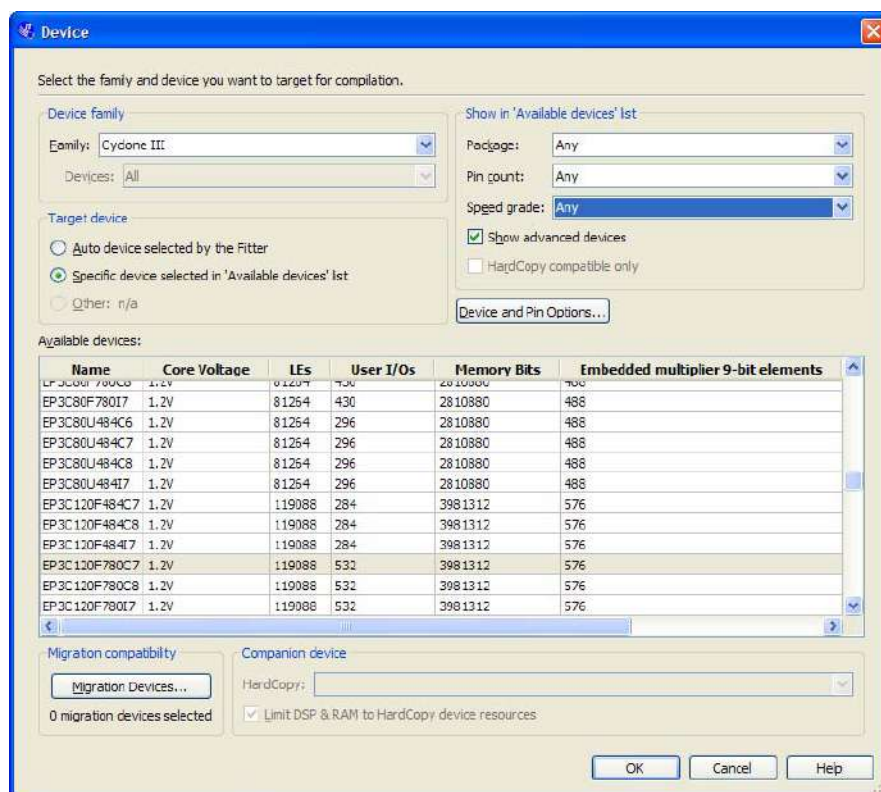 Device
Select the family and device you want to target for compilation.
Device family
Family: Cyclone III
Devices: All
Show in 'Available devices' list
Package: Any
Pin count: Any
Speed grade: Any
Show advanced devices
HardCopy compatible only
Target device
Auto device selected by the Fitter
Specific device selected in 'Available devices' list
Other: n/a
Device and Pin Options...
Available devices:
Name Core Voltage LEs User I/Os Memory Bits Embedded multiplier 9-bit elements
EP3C80F780C8 1.2V 81264 430 2810880 488
EP3C80F780I7 1.2V 81264 430 2810880 488
EP3C80U484C6 1.2V 81264 296 2810880 488
EP3C80U484C7 1.2V 81264 296 2810880 488
EP3C80U484C8 1.2V 81264 296 2810880 488
EP3C80U484I7 1.2V 81264 296 2810880 488
EP3C120F484C7 1.2V 119088 284 3981312 576
EP3C120F484C8 1.2V 119088 284 3981312 576
EP3C120F484I7 1.2V 119088 284 3981312 576
EP3C120F780C7 1.2V 119088 532 3981312 576
EP3C120F780C8 1.2V 119088 532 3981312 576
EP3C120F780I7 1.2V 119088 532 3981312 576
Migration compatibility
Migration Devices...
0 migration devices selected
Companion device
HardCopy:
Limit DSP & RAM to HardCopy device resources
OK Cancel Help